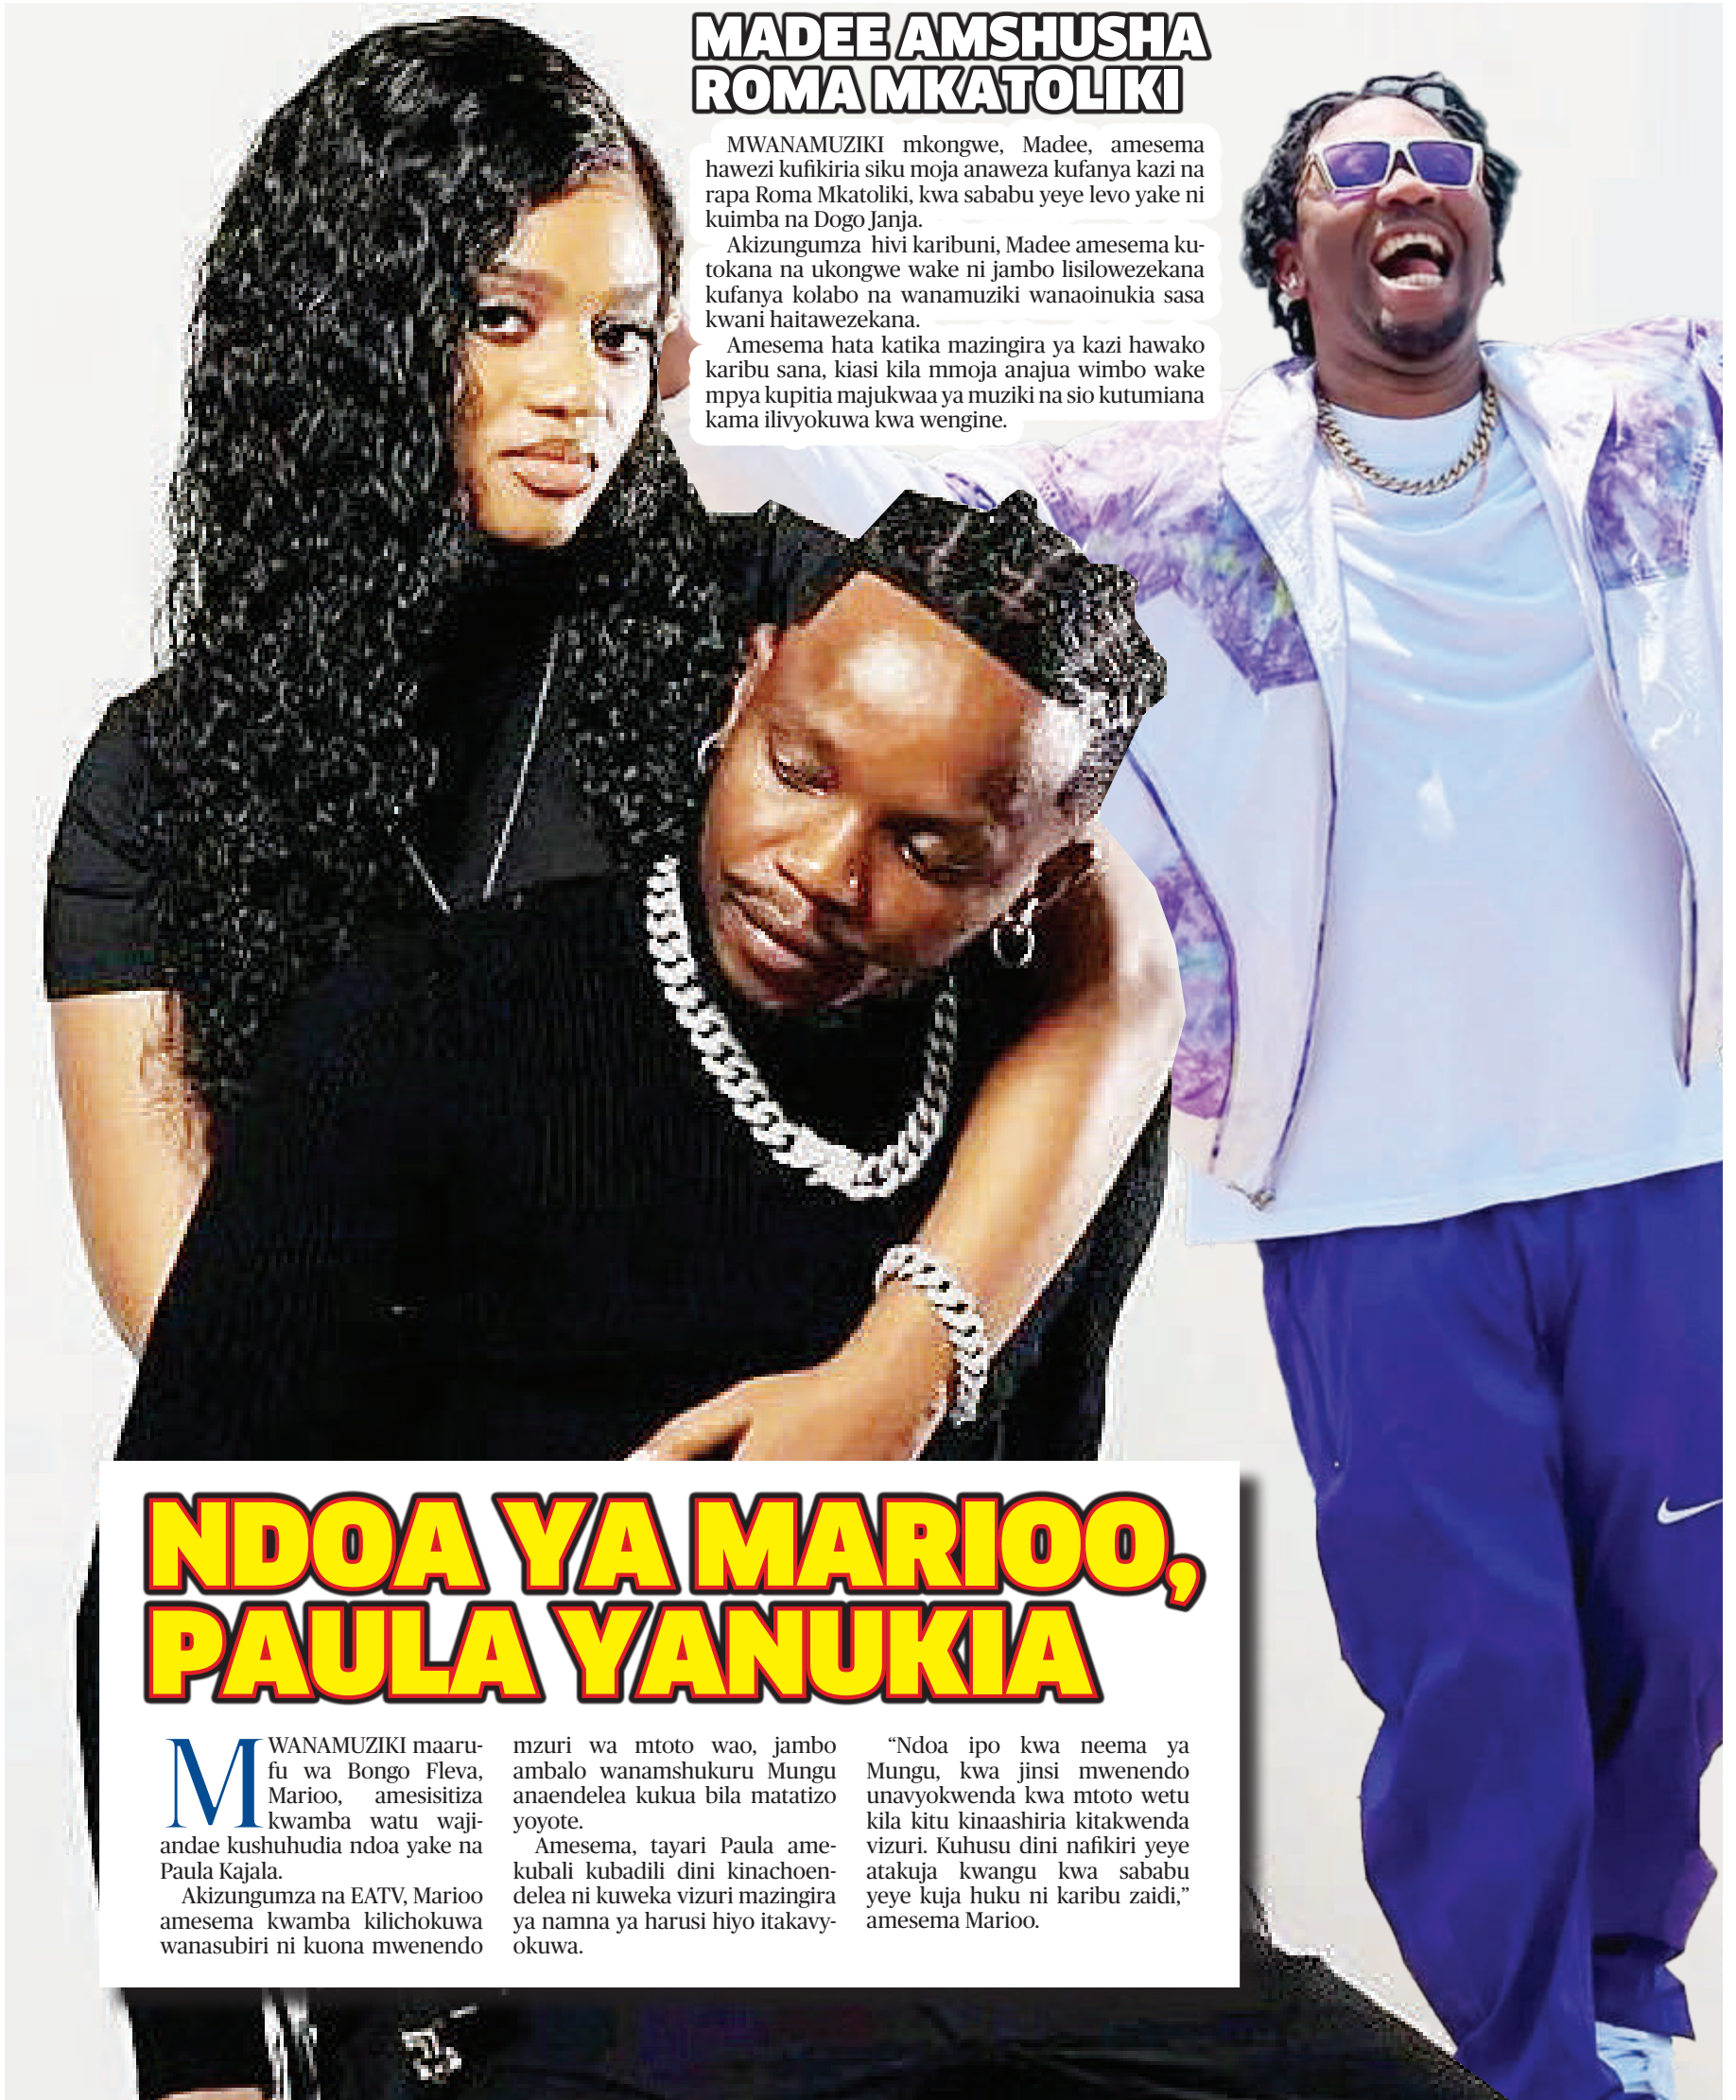 MADEE AMSHUSHA
ROMA MKATOLIKI
MWANAMUZIKI mkongwe, Madee, amesema
hawezi kufikiria siku moja anaweza kufanya kazi na
rapa Roma Mkatoliki, kwa sababu yeye levo yake ni
kuimba na Dogo Janja.
Akizungumza hivi karibuni, Madee amesema ku-
tokana na ukongwe wake ni jambo lisilowezekana
kufanya kolabo na wanamuziki wanaoinukia sasa
kwani haitawezekana.
Amesema hata katika mazingira ya kazi hawako
karibu sana, kiasi kila mmoja anajua wimbo wake
mpya kupitia majukwaa ya muziki na sio kutumiana
kama ilivyokuwa kwa wengine.
NDOA YA MARIOO,
PAULA YANUKIA
MWANAMUZIKI maaru-
fu wa Bongo Fleva,
Marioo, amesisitiza
kwamba watu waji-
andae kushuhudia ndoa yake na
Paula Kajala.
Akizungumza na EATV, Marioo
amesema kwamba kilichokuwa
wanasubiri ni kuona mwenendo
mzuri wa mtoto wao, jambo
ambalo wanamshukuru Mungu
anaendelea kukua bila matatizo
yoyote.
Amesema, tayari Paula ame-
kubali kubadili dini kinachoen-
delea ni kuweka vizuri mazingira
ya namna ya harusi hiyo itakavy-
okuwa.
“Ndoa ipo kwa neema ya
Mungu, kwa jinsi mwenendo
unavyokwenda kwa mtoto wetu
kila kitu kinaashiria kitakwenda
vizuri. Kuhusu dini nafikiri yeye
atakuja kwangu kwa sababu
yeye kuja huku ni karibu zaidi,”
amesema Marioo.